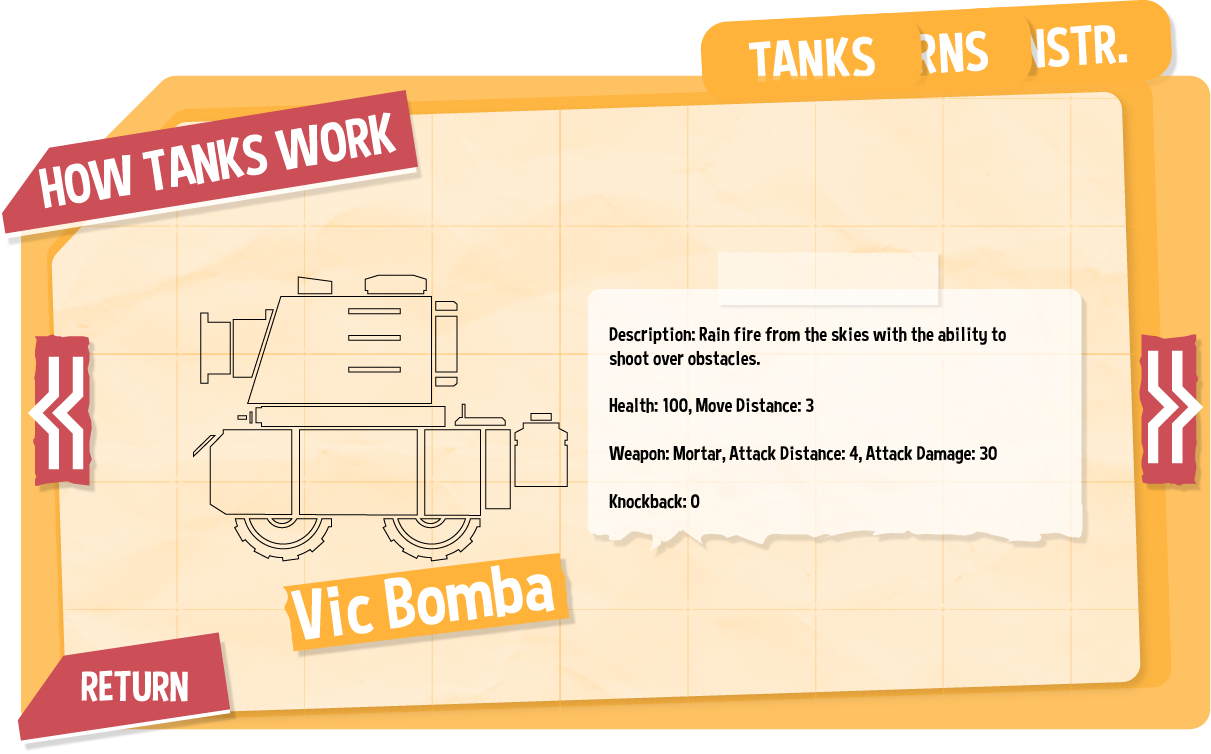 TANKS RNS NSTR.
HOW TANKS WORK
Description: Rain fire from the skies with the ability to
shoot over obstacles.
Health: 100, Move Distance: 3
Weapon: Mortar, Attack Distance: 4, Attack Damage: 30
Knockback: 0
Vic Bomba
RETURN